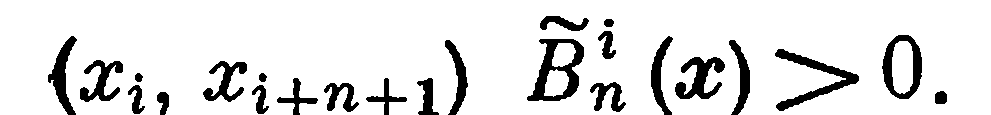 $(x_i, x_{i+n+1})$ $\widetilde{B}_n^i(x) > 0.$